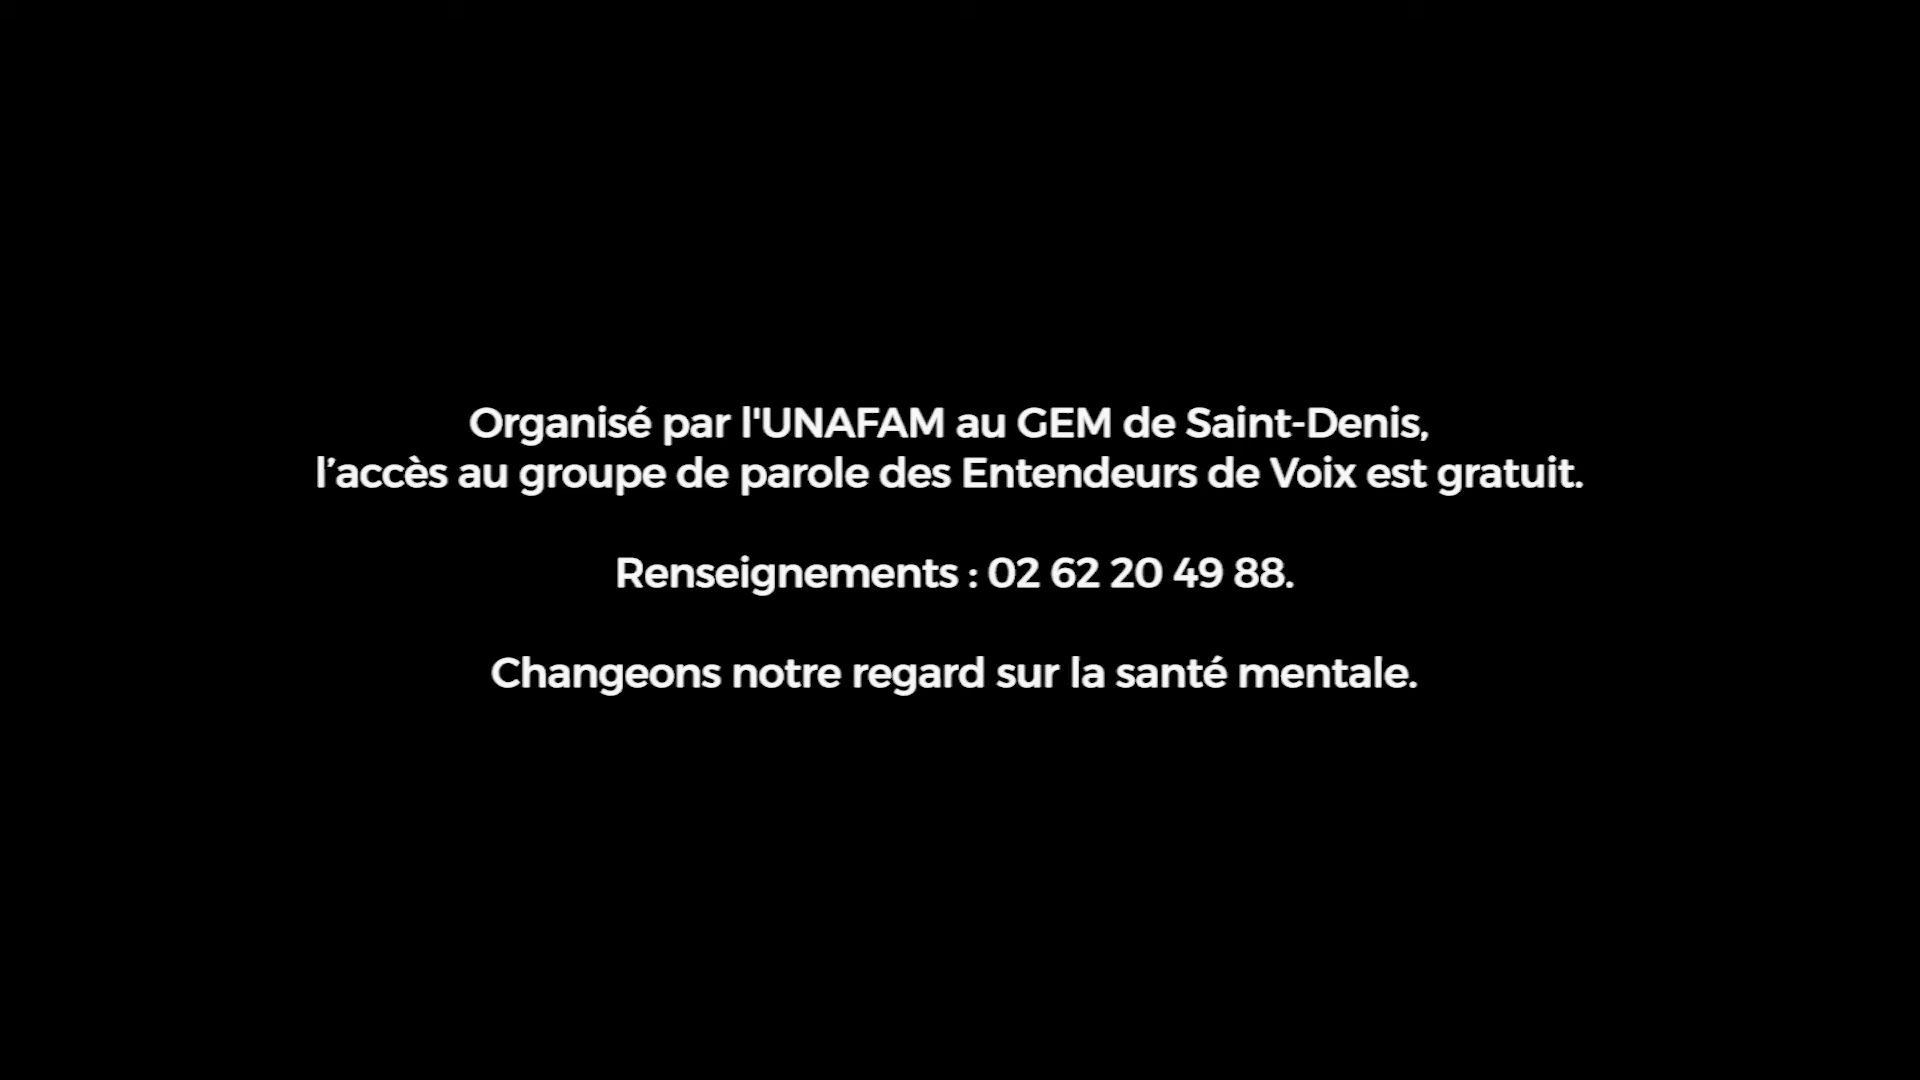 Organisé par l'UNAFAM au GEM de Saint-Denis,
l’accès au groupe de parole des Entendeurs de Voix est gratuit.
Renseignements : 02 62 20 49 88.
Changeons notre regard sur la santé mentale.